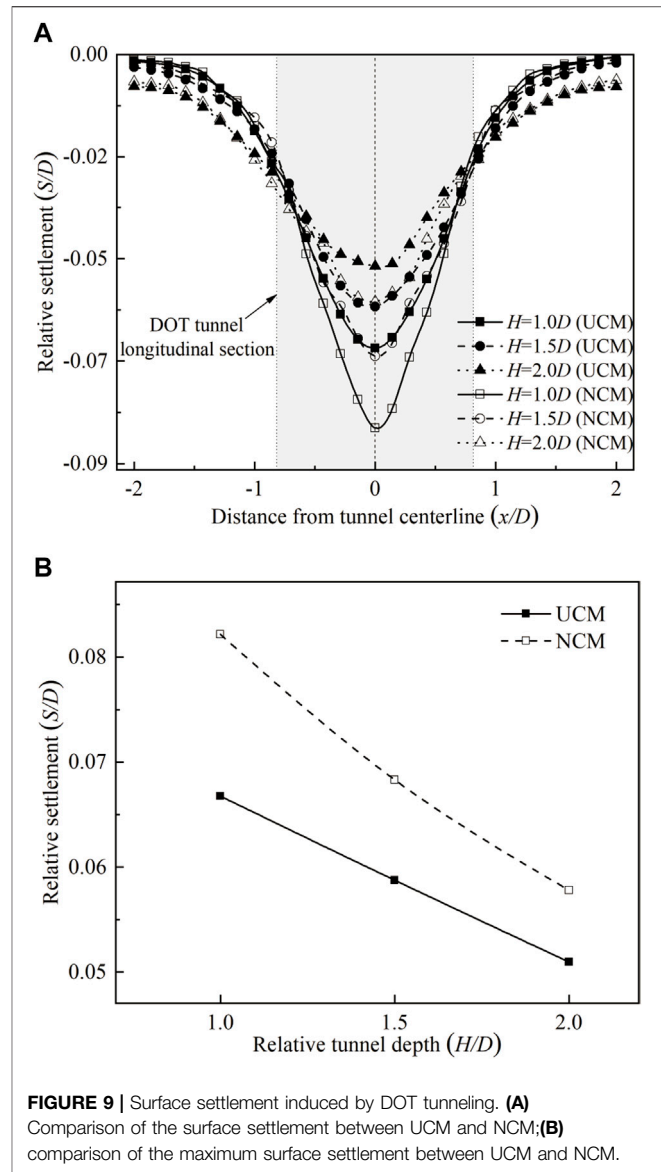 A
0.00
-0.02
-0.05
-0.07
-0.09
Relative settlement (S/D)
DOT tunnel
longitudinal section
H=1.0D (UCM)
H=1.5D (UCM)
H=2.0D (UCM)
H=1.0D (NCM)
H=1.5D (NCM)
H=2.0D (NCM)
-2 -1 0 1 2
Distance from tunnel centerline (x/D)
B
0.08
0.07
0.06
0.05
Relative settlement (S/D)
UCM
NCM
1.0 1.5 2.0
Relative tunnel depth (H/D)
FIGURE 9 | Surface settlement induced by DOT tunneling. (A)
Comparison of the surface settlement between UCM and NCM;(B)
comparison of the maximum surface settlement between UCM and NCM.